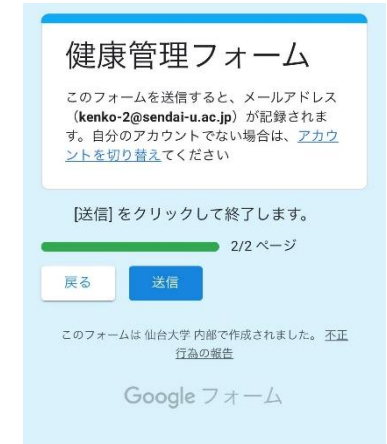 健康管理フォーム
このフォームを送信すると、メールアドレス
（kenko-2@sendai-u.ac.jp）が記録されま
す。自分のアカウントでない場合は、アカウ
ントを切り替えてください
[送信] をクリックして終了します。
2/2 ページ
戻る
送信
このフォームは 仙台大学 内部で作成されました。 不正
行為の報告
Google フォーム